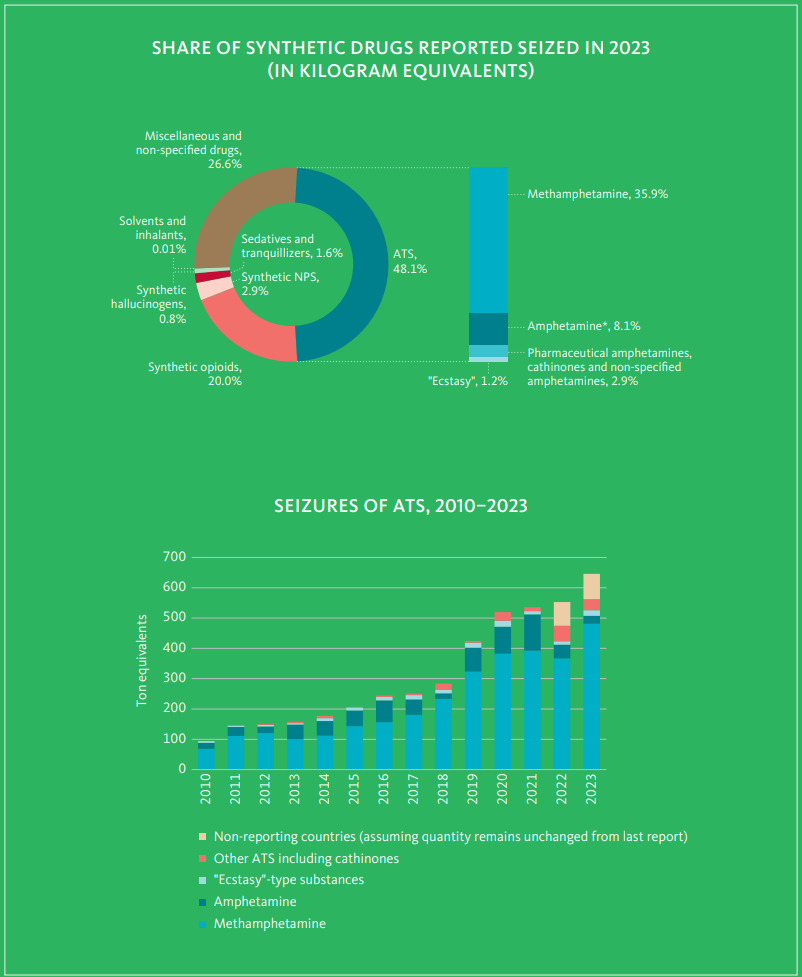 SHARE OF SYNTHETIC DRUGS REPORTED SEIZED IN 2023
(IN KILOGRAM EQUIVALENTS)
Miscellaneous and
non-specified drugs,
26.6%
Solvents and
inhalants,
0.01%
Synthetic
hallucinogens,
0.8%
Synthetic opioids,
20.0%
Sedatives and
tranquillizers, 1.6%
Synthetic NPS,
2.9%
ATS,
48.1%
Methamphetamine, 35.9%
Amphetamine*, 8.1%
Pharmaceutical amphetamines,
cathinones and non-specified
amphetamines, 2.9%
"Ecstasy", 1.2%
SEIZURES OF ATS, 2010–2023
Ton equivalents
700
600
500
400
300
200
100
0
2010
2011
2012
2013
2014
2015
2016
2017
2018
2019
2020
2021
2022
2023
Non-reporting countries (assuming quantity remains unchanged from last report)
Other ATS including cathinones
"Ecstasy"-type substances
Amphetamine
Methamphetamine